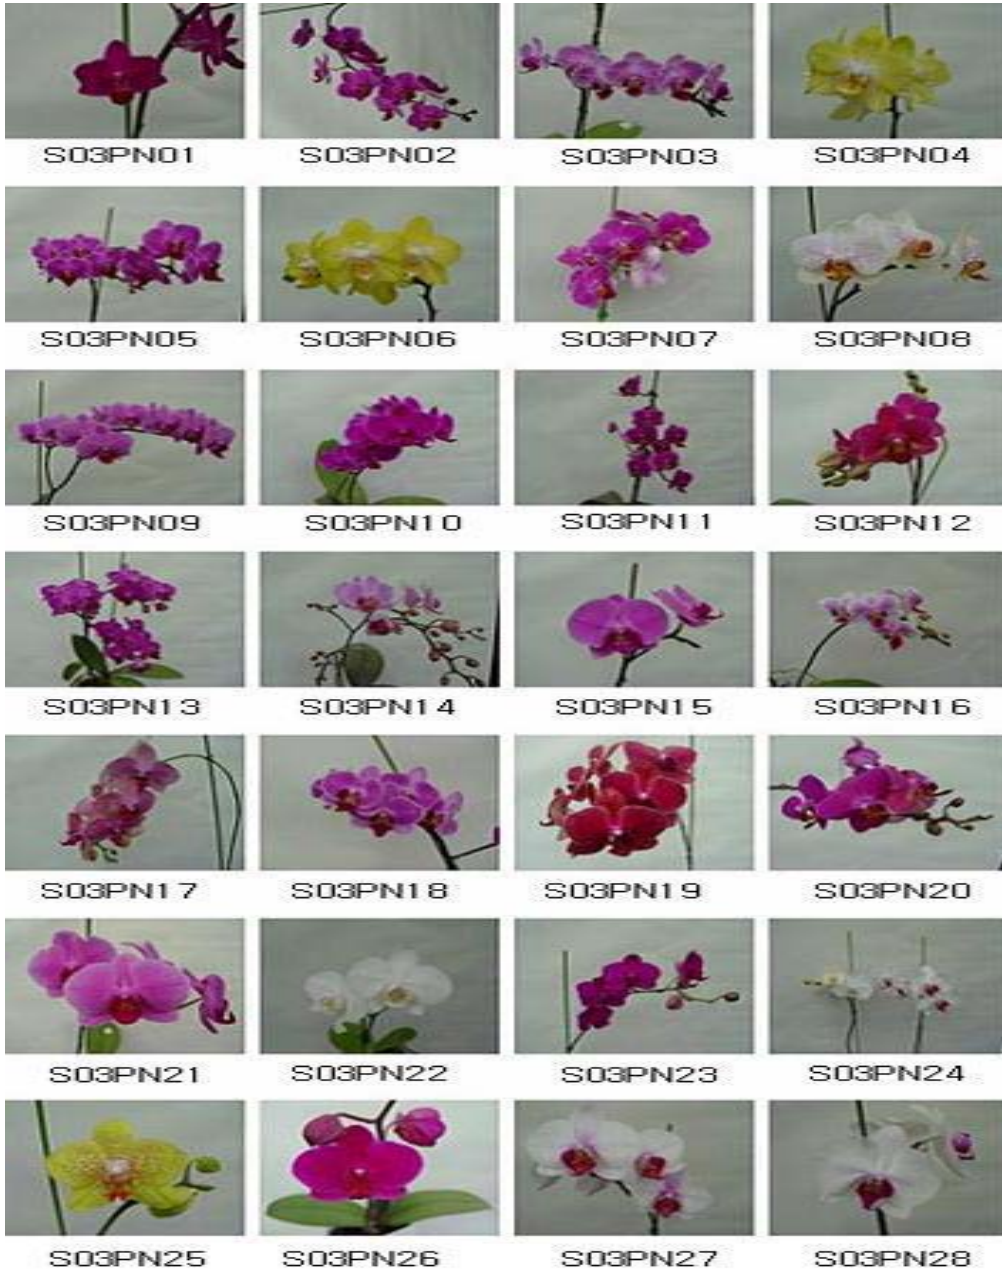 S03PN01 S03PN02 S03PN03 S03PN04
S03PN05 S03PN06 S03PN07 S03PN08
S03PN09 S03PN10 S03PN11 S03PN12
S03PN13 S03PN14 S03PN15 S03PN16
S03PN17 S03PN18 S03PN19 S03PN20
S03PN21 S03PN22 S03PN23 S03PN24
S03PN25 S03PN26 S03PN27 S03PN28